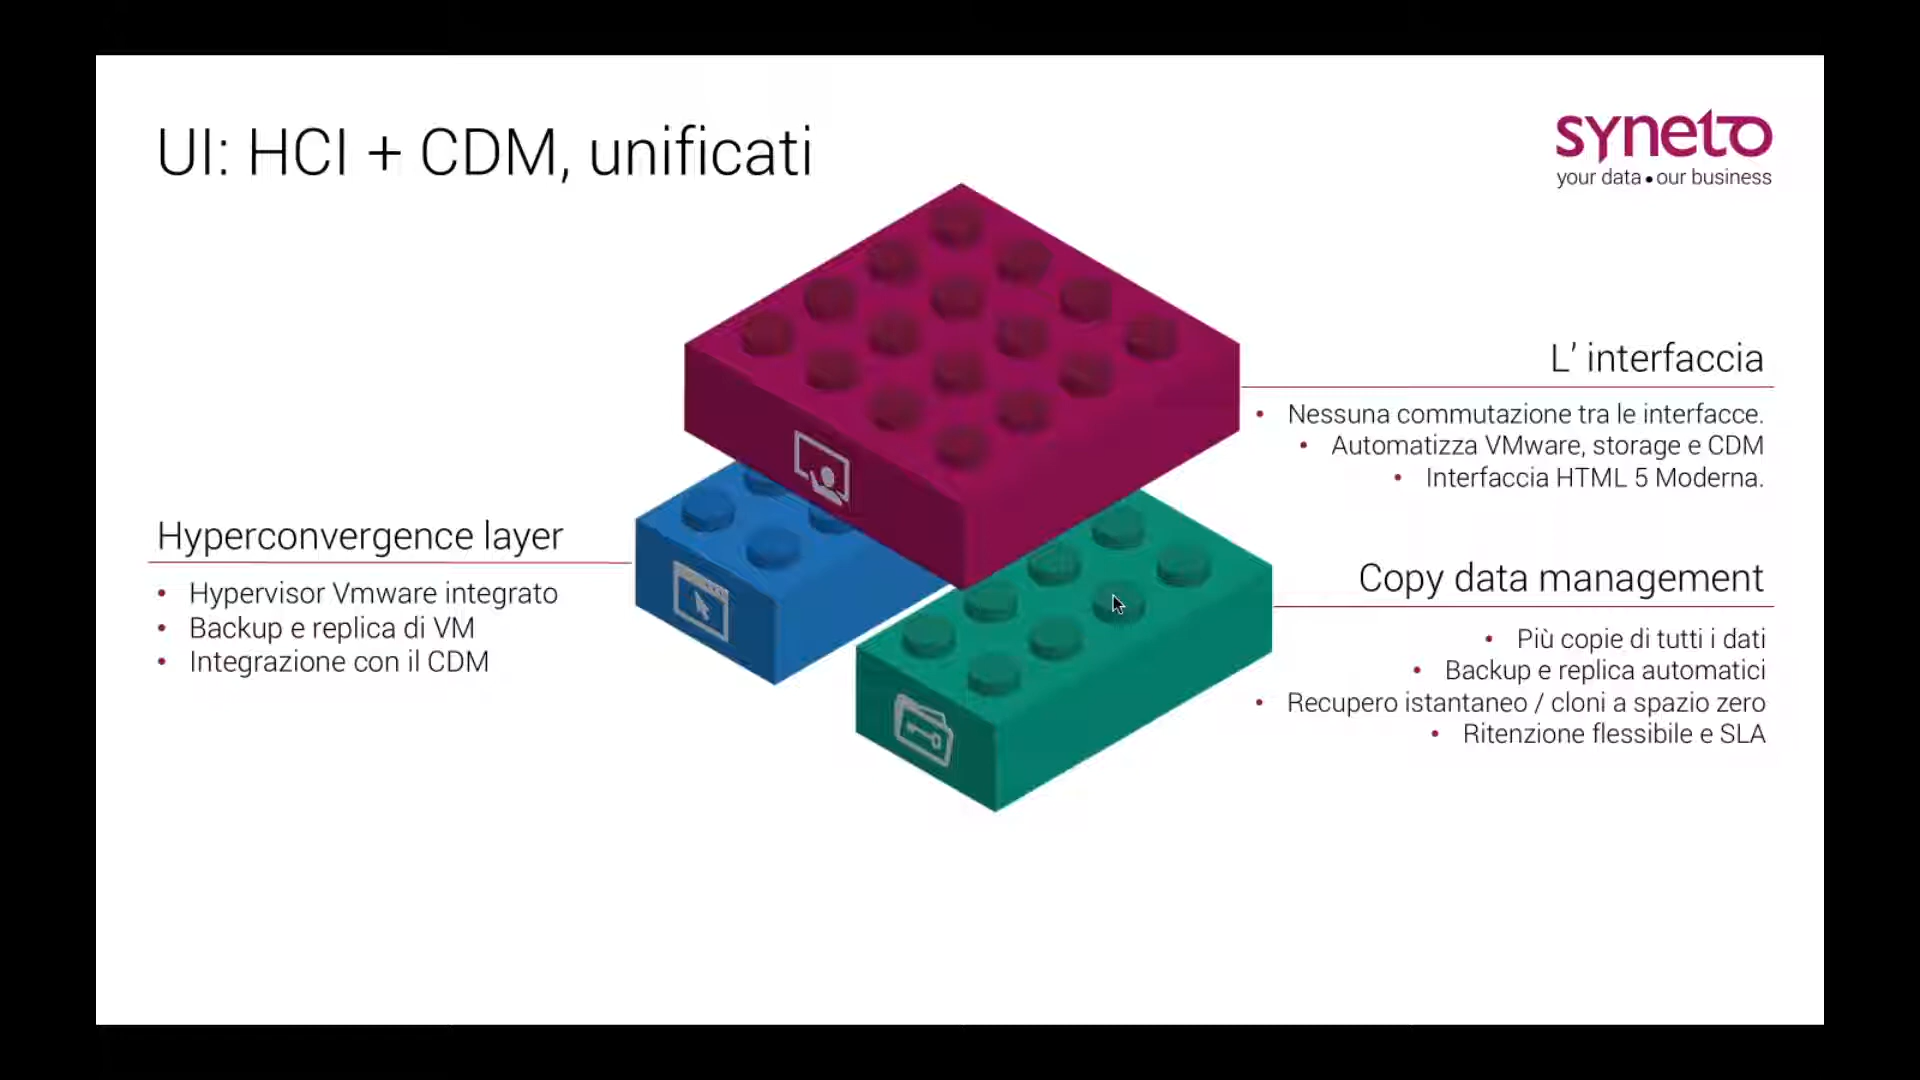 UI: HCI + CDM, unificati
syneto
your data • our business
L' interfaccia
• Nessuna commutazione tra le interfacce.
• Automatizza VMware, storage e CDM
• Interfaccia HTML 5 Moderna.
Hyperconvergence layer
• Hypervisor Vmware integrato
• Backup e replica di VM
• Integrazione con il CDM
Copy data management
• Più copie di tutti i dati
• Backup e replica automatici
• Recupero istantaneo / cloni a spazio zero
• Ritenzione flessibile e SLA